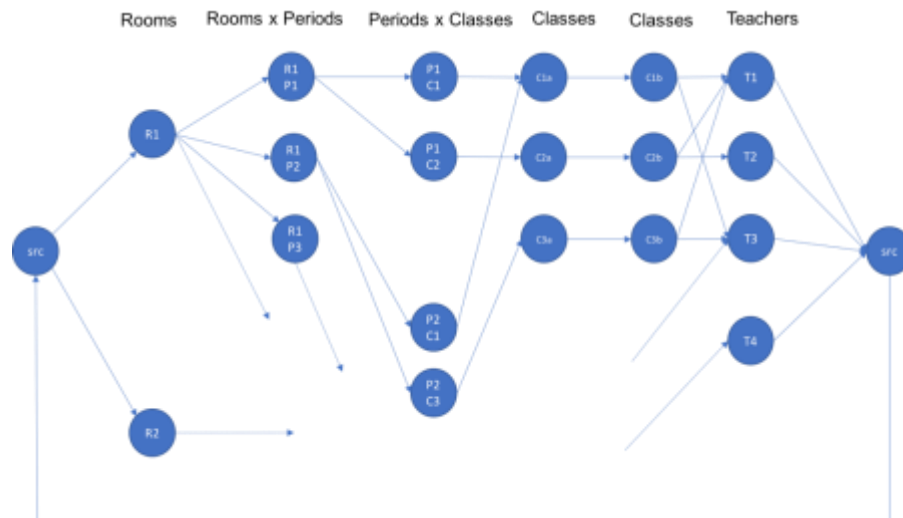 Rooms
Rooms x Periods
Periods x Classes
Classes
Classes
Teachers
R1
P1
P1
C1
C1a
C1b
T1
R1
R1
P2
P1
C2
C2a
C2b
T2
src
R1
P3
C3a
C3b
T3
src
P2
C1
T4
P2
C3
R2